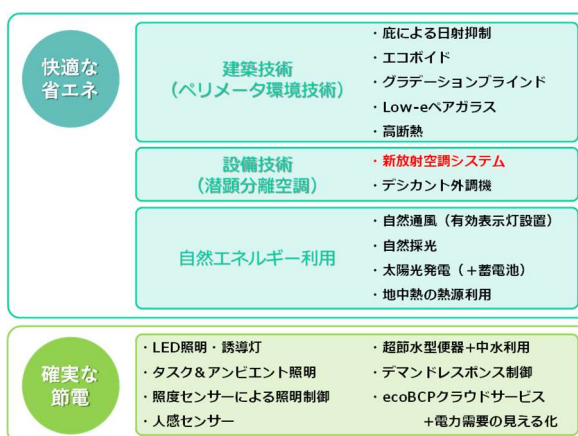 快適な
省エネ
建築技術
(ペリメータ環境技術)
・庇による日射抑制
・エコボイド
・グラデーションブラインド
・Low-eペアガラス
・高断熱
設備技術
(潜顕分離空調)
・新放射空調システム
・デシカント外調機
自然エネルギー利用
・自然通風(有効表示灯設置)
・自然採光
・太陽光発電(+蓄電池)
・地中熱の熱源利用
確実な
節電
・LED照明・誘導灯
・タスク&アンビエント照明
・照度センサーによる照明制御
・人感センサー
・超節水型便器+中水利用
・デマンドレスポンス制御
・ecoBCPクラウドサービス
+電力需要の見える化